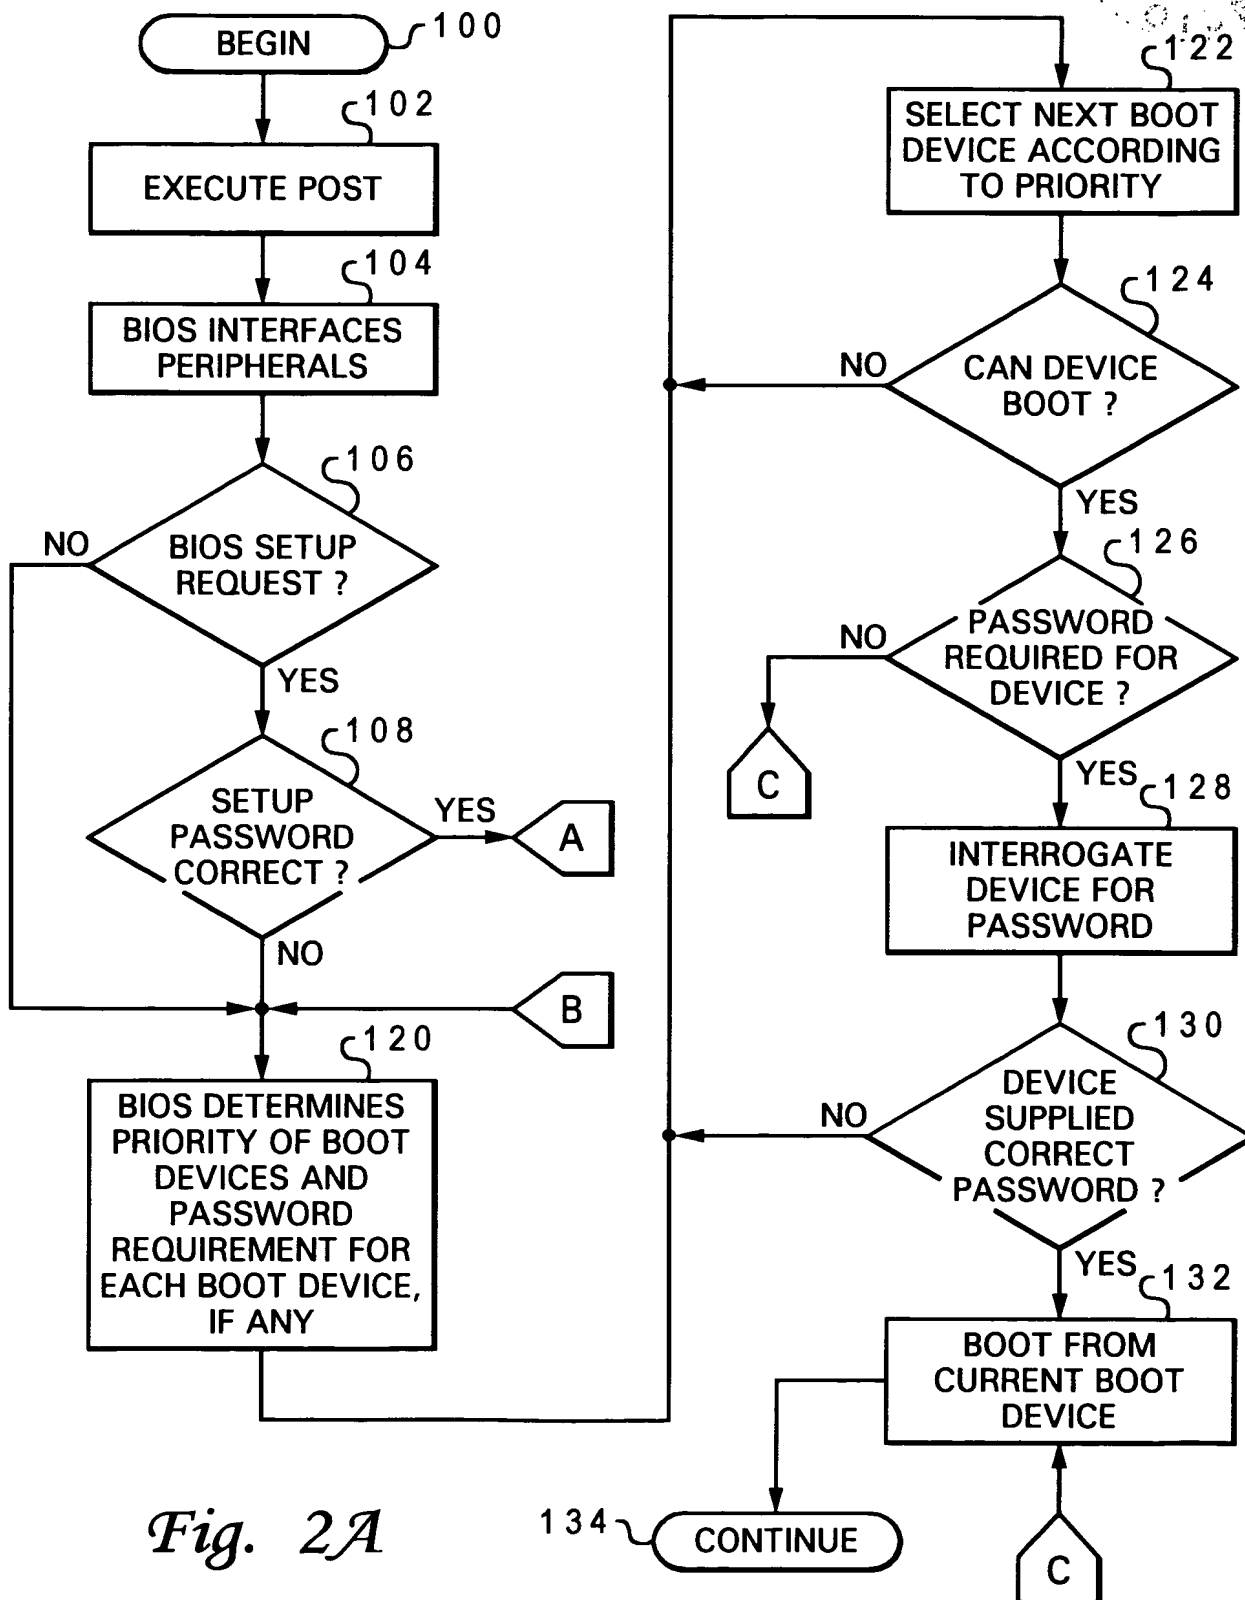 BEGIN
100
102
EXECUTE POST
104
BIOS INTERFACES
PERIPHERALS
106
BIOS SETUP
REQUEST ?
NO
YES
108
SETUP
PASSWORD
CORRECT ?
YES
A
NO
B
120
BIOS DETERMINES
PRIORITY OF BOOT
DEVICES AND
PASSWORD
REQUIREMENT FOR
EACH BOOT DEVICE,
IF ANY
122
SELECT NEXT BOOT
DEVICE ACCORDING
TO PRIORITY
124
NO
CAN DEVICE
BOOT ?
YES
126
NO
PASSWORD
REQUIRED FOR
DEVICE ?
C
YES
128
INTERROGATE
DEVICE FOR
PASSWORD
130
NO
DEVICE
SUPPLIED
CORRECT
PASSWORD ?
YES
132
BOOT FROM
CURRENT BOOT
DEVICE
134
CONTINUE
C
Fig. 2A